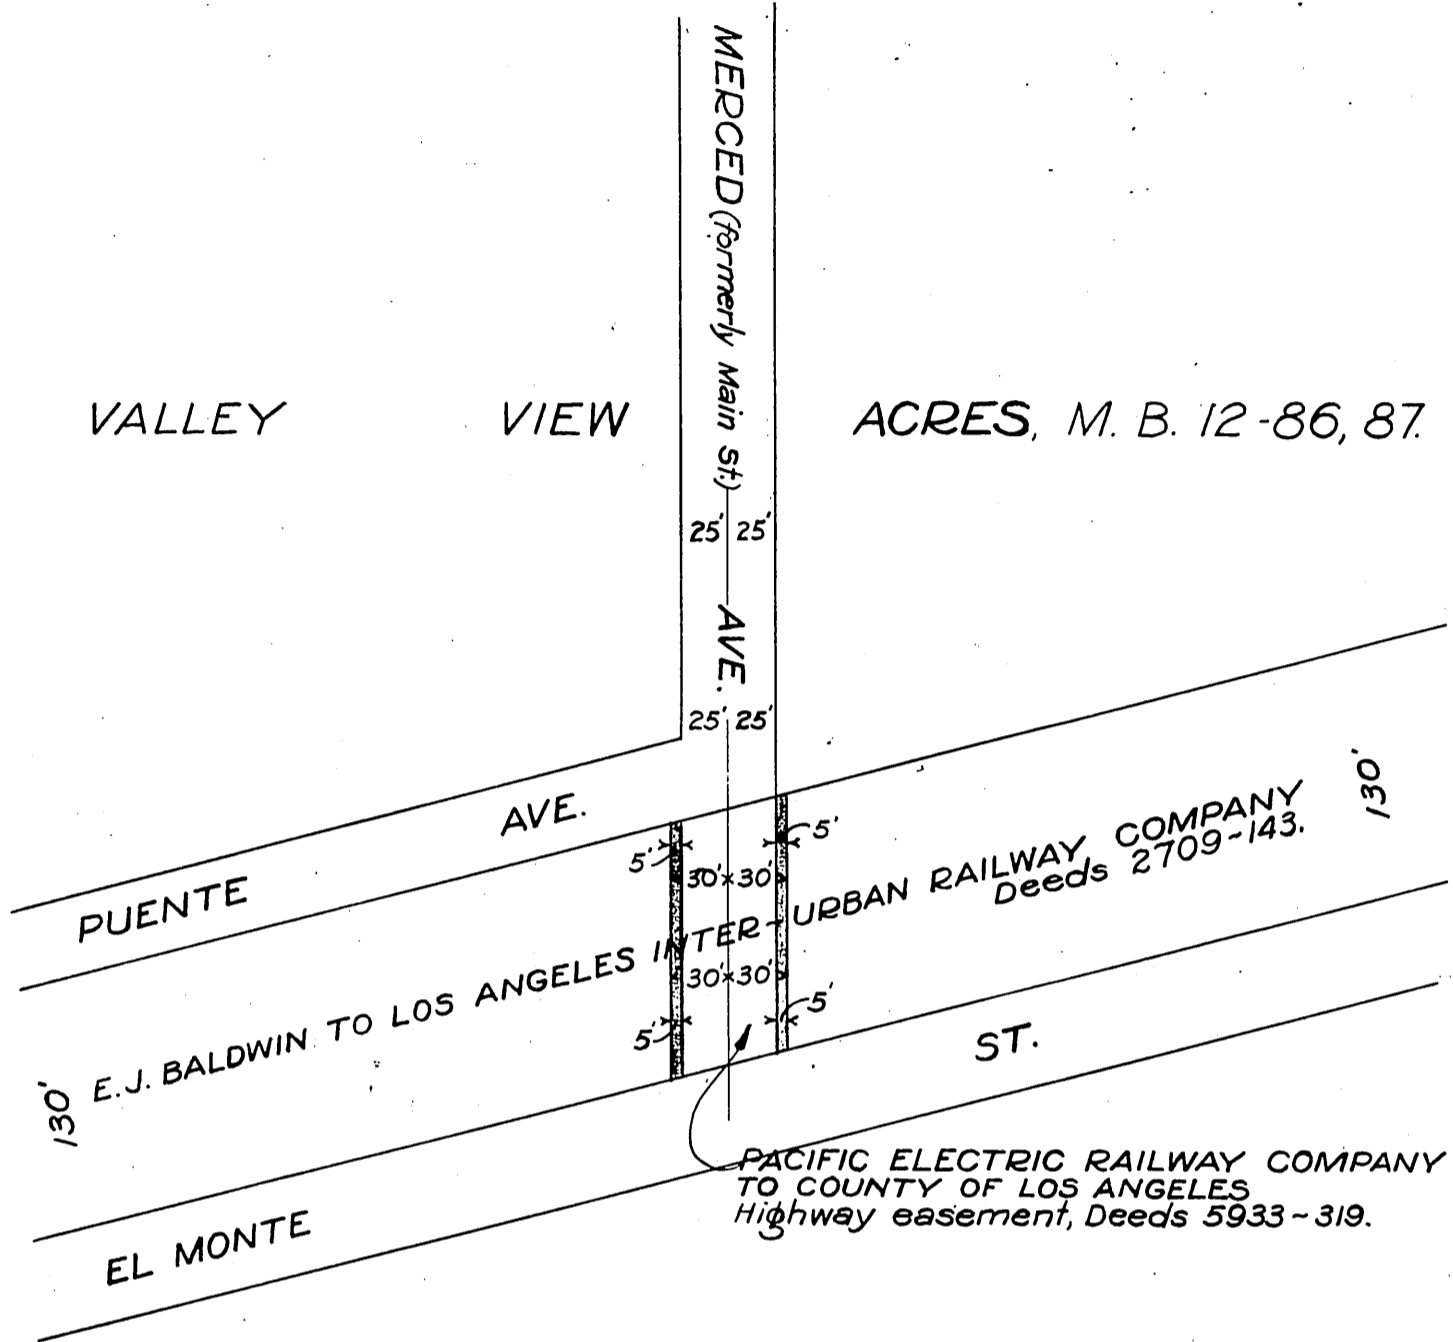 MERCED (formerly Main St.)
VALLEY VIEW ACRES, M. B. 12-86, 87.
25' 25'
AVE.
25' 25'
130'
AVE.
5'
5'
30' 30'
PUENTE
E.J. BALDWIN TO LOS ANGELES INTER-URBAN RAILWAY COMPANY
Deeds 2709~143.
30' 30'
5'
5'
ST.
130'
PACIFIC ELECTRIC RAILWAY COMPANY
TO COUNTY OF LOS ANGELES
Highway easement, Deeds 5933~319.
EL MONTE